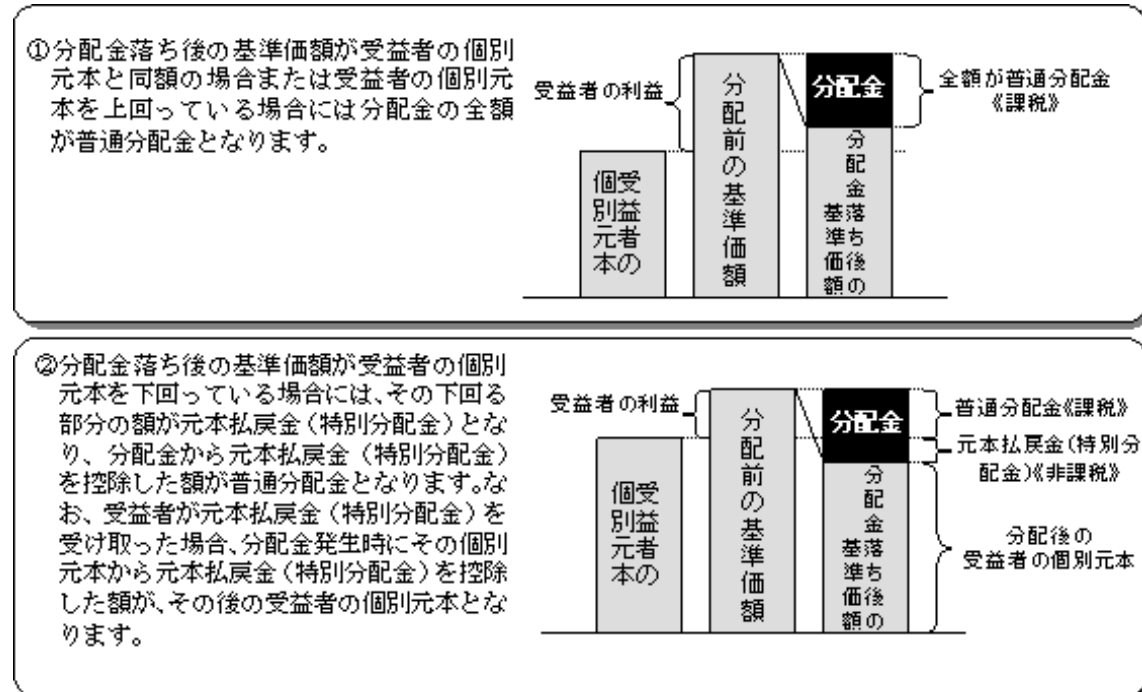 ①分配金落ち後の基準価額が受益者の個別
元本と同額の場合または受益者の個別元
本を上回っている場合には分配金の全額
が普通分配金となります。
受益者の利益
受益者の
個別元本
分配前の基準価額
分配金
分配金落ち後の
基準価額
全額が普通分配金
《課税》
②分配金落ち後の基準価額が受益者の個別
元本を下回っている場合には、その下回る
部分の額が元本払戻金（特別分配金）とな
り、分配金から元本払戻金（特別分配金）
を控除した額が普通分配金となります。な
お、受益者が元本払戻金（特別分配金）を
受け取った場合、分配金発生時にその個別
元本から元本払戻金（特別分配金）を控除
した額が、その後の受益者の個別元本とな
ります。
受益者の利益
受益者の
個別元本
分配前の基準価額
分配金
分配金落ち後の
基準価額
普通分配金《課税》
元本払戻金(特別分
配金)《非課税》
分配後の
受益者の個別元本